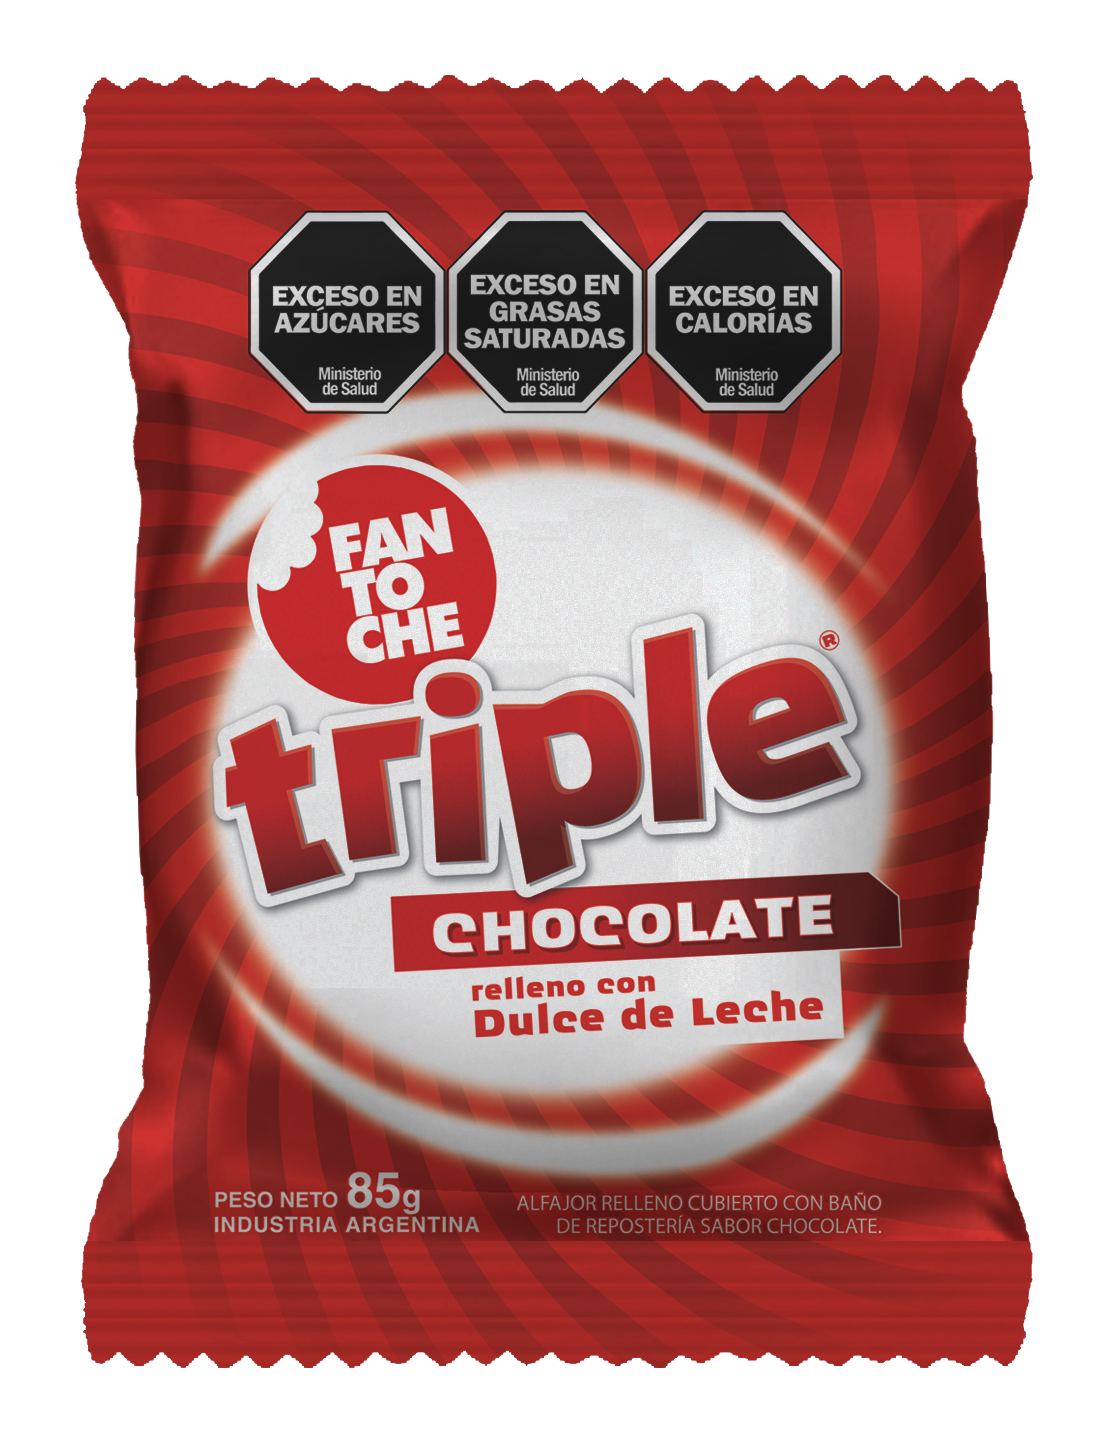 EXCESO EN
AZÚCARES
Ministerio
de Salud
EXCESO EN
GRASAS
SATURADAS
Ministerio
de Salud
EXCESO EN
CALORÍAS
Ministerio
de Salud
FAN
TO
CHE
triple®
CHOCOLATE
relleno con
Dulce de Leche
PESO NETO 85g
INDUSTRIA ARGENTINA
ALFAJOR RELLENO CUBIERTO CON BAÑO
DE REPOSTERÍA SABOR CHOCOLATE.